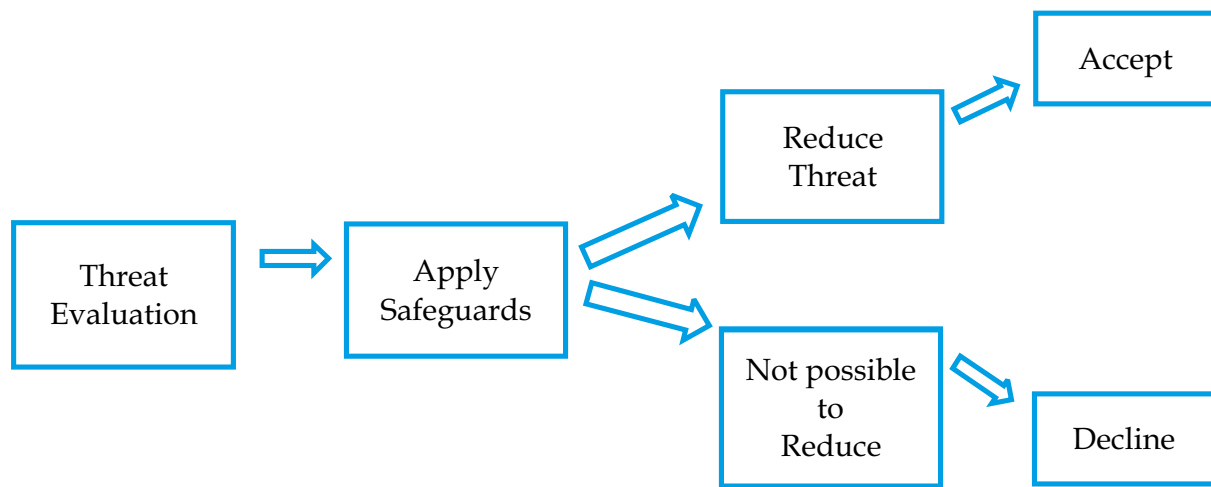 Threat
Evaluation
Apply
Safeguards
Reduce
Threat
Accept
Not possible
to
Reduce
Decline